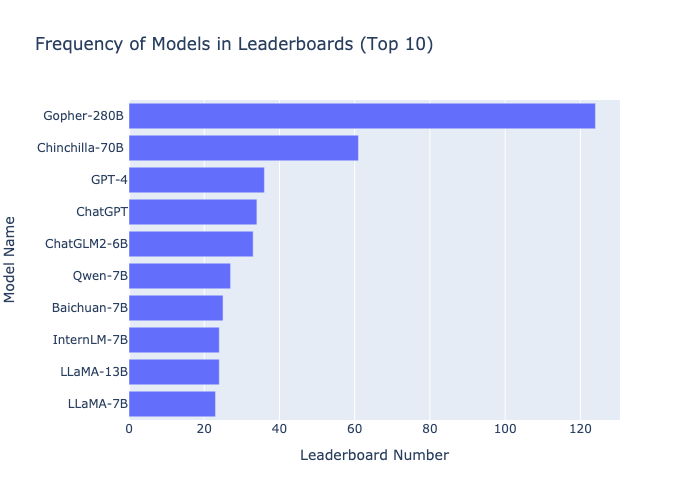 Frequency of Models in Leaderboards (Top 10)
Gopher-280B
Chinchilla-70B
GPT-4
ChatGPT
ChatGLM2-6B
Qwen-7B
Baichuan-7B
InternLM-7B
LLaMA-13B
LLaMA-7B
Model Name
0 20 40 60 80 100 120
Leaderboard Number